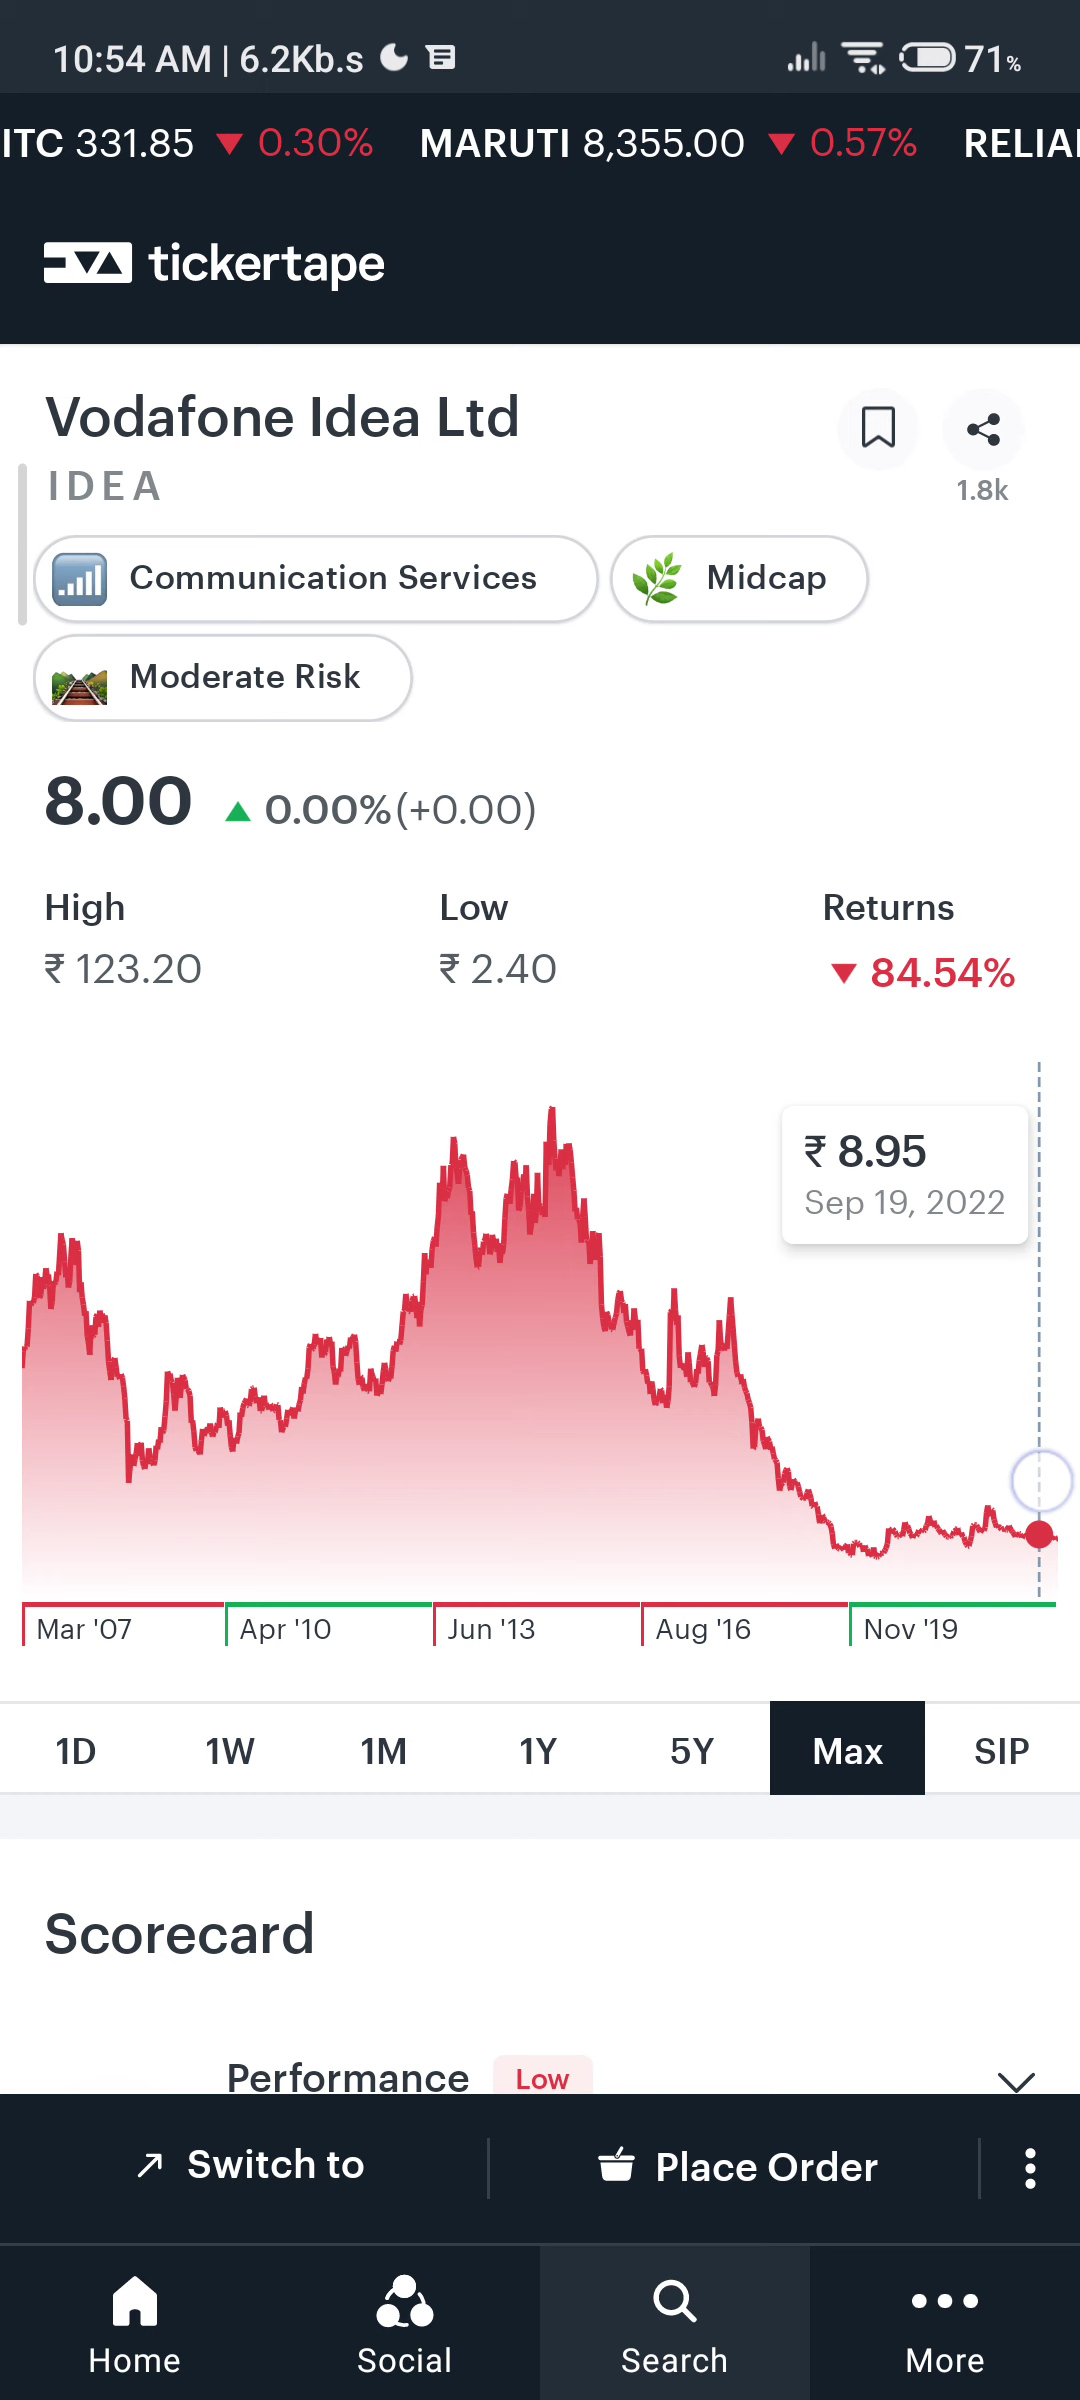 10:54 AM | 6.2Kb.s 71%
ITC 331.85 ▼ 0.30% MARUTI 8,355.00 ▼ 0.57% RELIA
tickertape
Vodafone Idea Ltd
IDEA
1.8k
Communication Services Midcap
Moderate Risk
8.00 ▲ 0.00%(+0.00)
High Low Returns
₹ 123.20 ₹ 2.40 ▼ 84.54%
₹ 8.95
Sep 19, 2022
Mar '07 Apr '10 Jun '13 Aug '16 Nov '19
1D 1W 1M 1Y 5Y Max SIP
Scorecard
Performance Low
Switch to Place Order
Home Social Search More